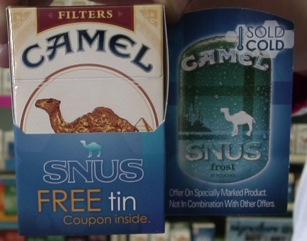 FILTERS
CAMEL
SNUS
FREE tin
Coupon inside.
SOLD
COLD
CAMEL
SNUS
frost
Offer On Specially Marked Product.
Not In Combination With Other Offers.